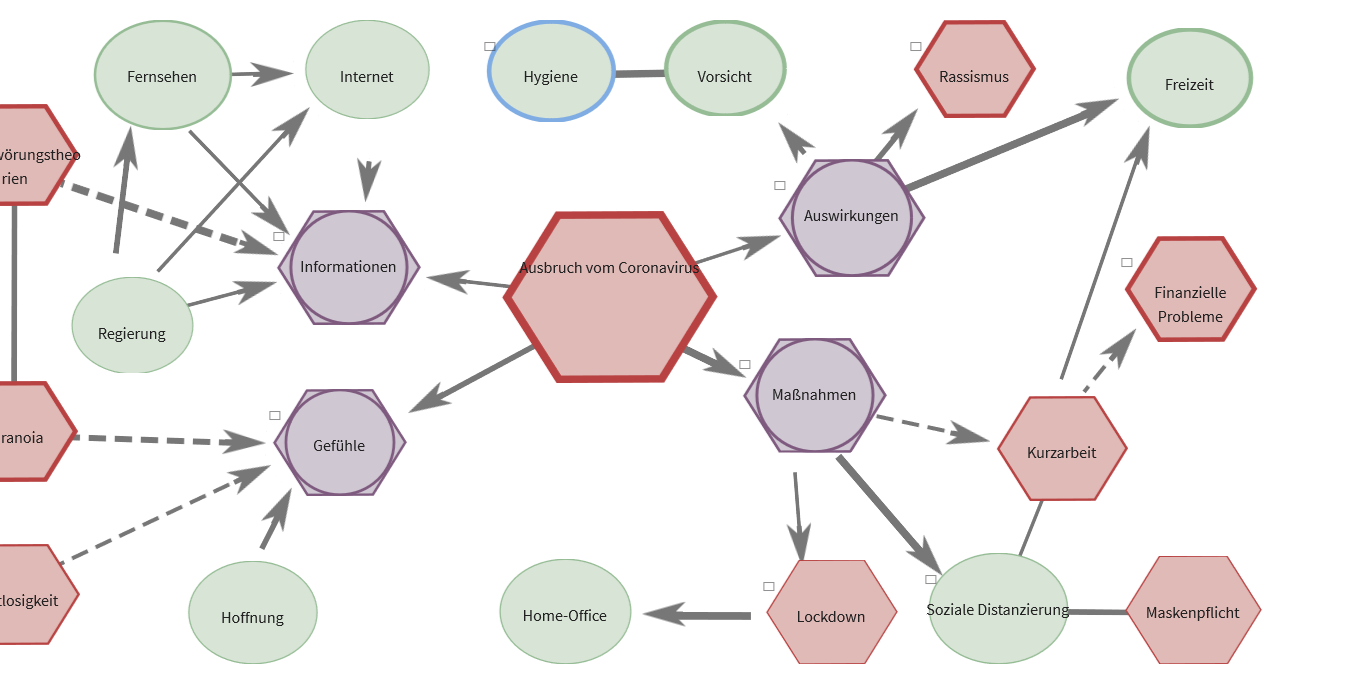 Fernsehen
Internet
Hygiene
Vorsicht
Rassismus
Freizeit
wörungstheo
rien
Auswirkungen
Informationen
Ausbruch vom Coronavirus
Finanzielle
Probleme
Regierung
Maßnahmen
ranoia
Gefühle
Kurzarbeit
tlosigkeit
Hoffnung
Home-Office
Lockdown
Soziale Distanzierung
Maskenpflicht